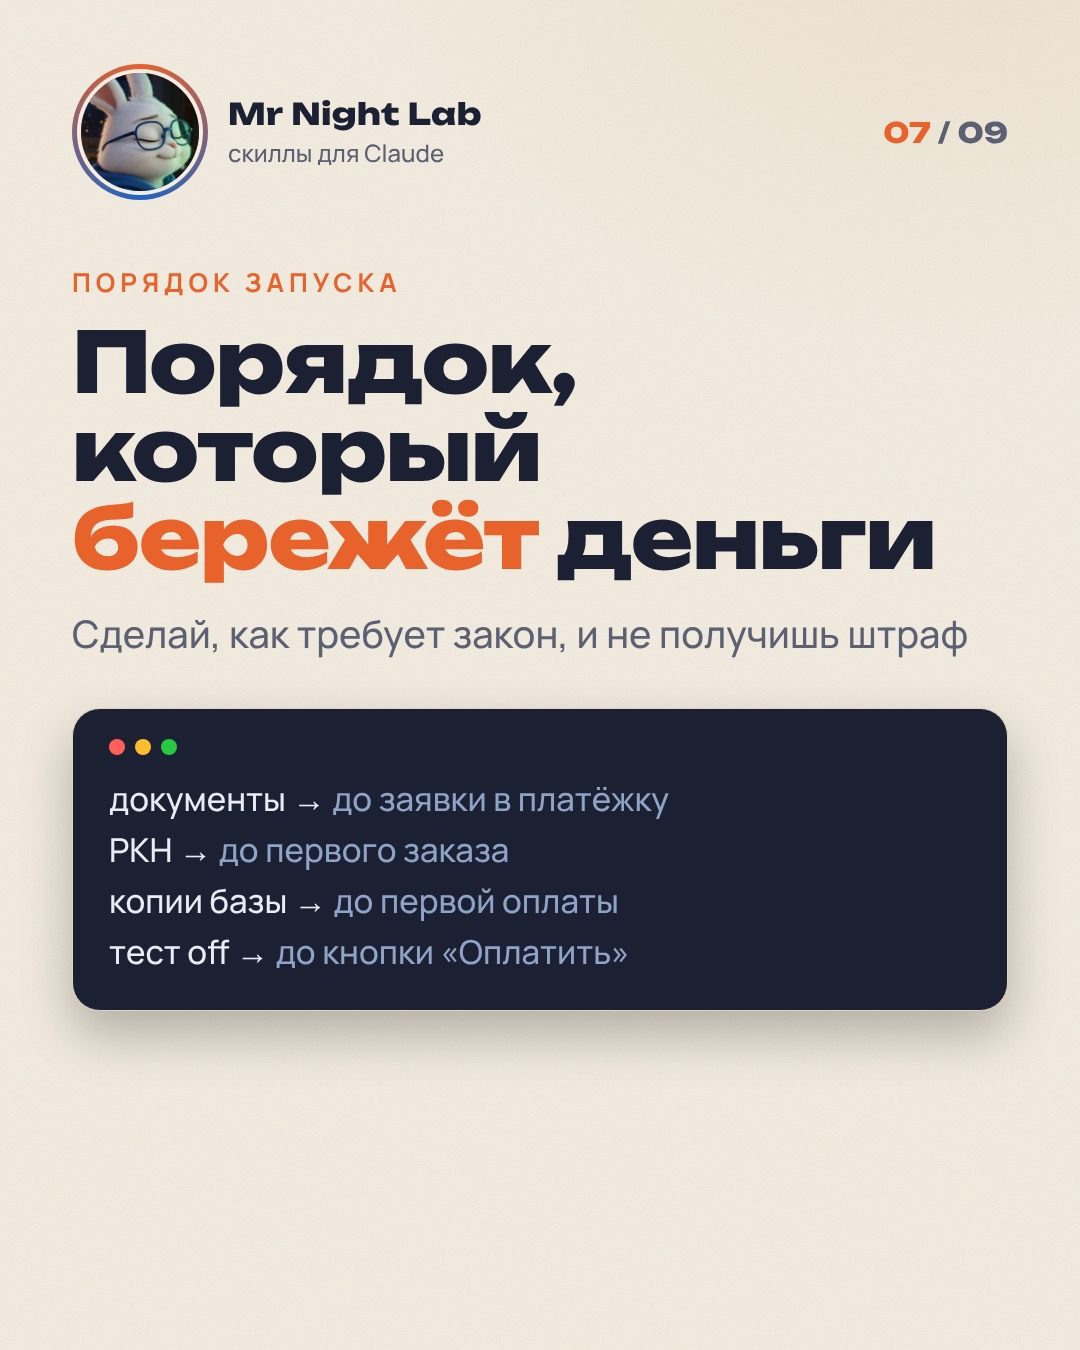 Mr Night Lab
скиллы для Claude
07 / 09
ПОРЯДОК ЗАПУСКА
Порядок,
который
бережёт деньги
Сделай, как требует закон, и не получишь штраф
документы → до заявки в платёжку
РКН → до первого заказа
копии базы → до первой оплаты
тест off → до кнопки «Оплатить»